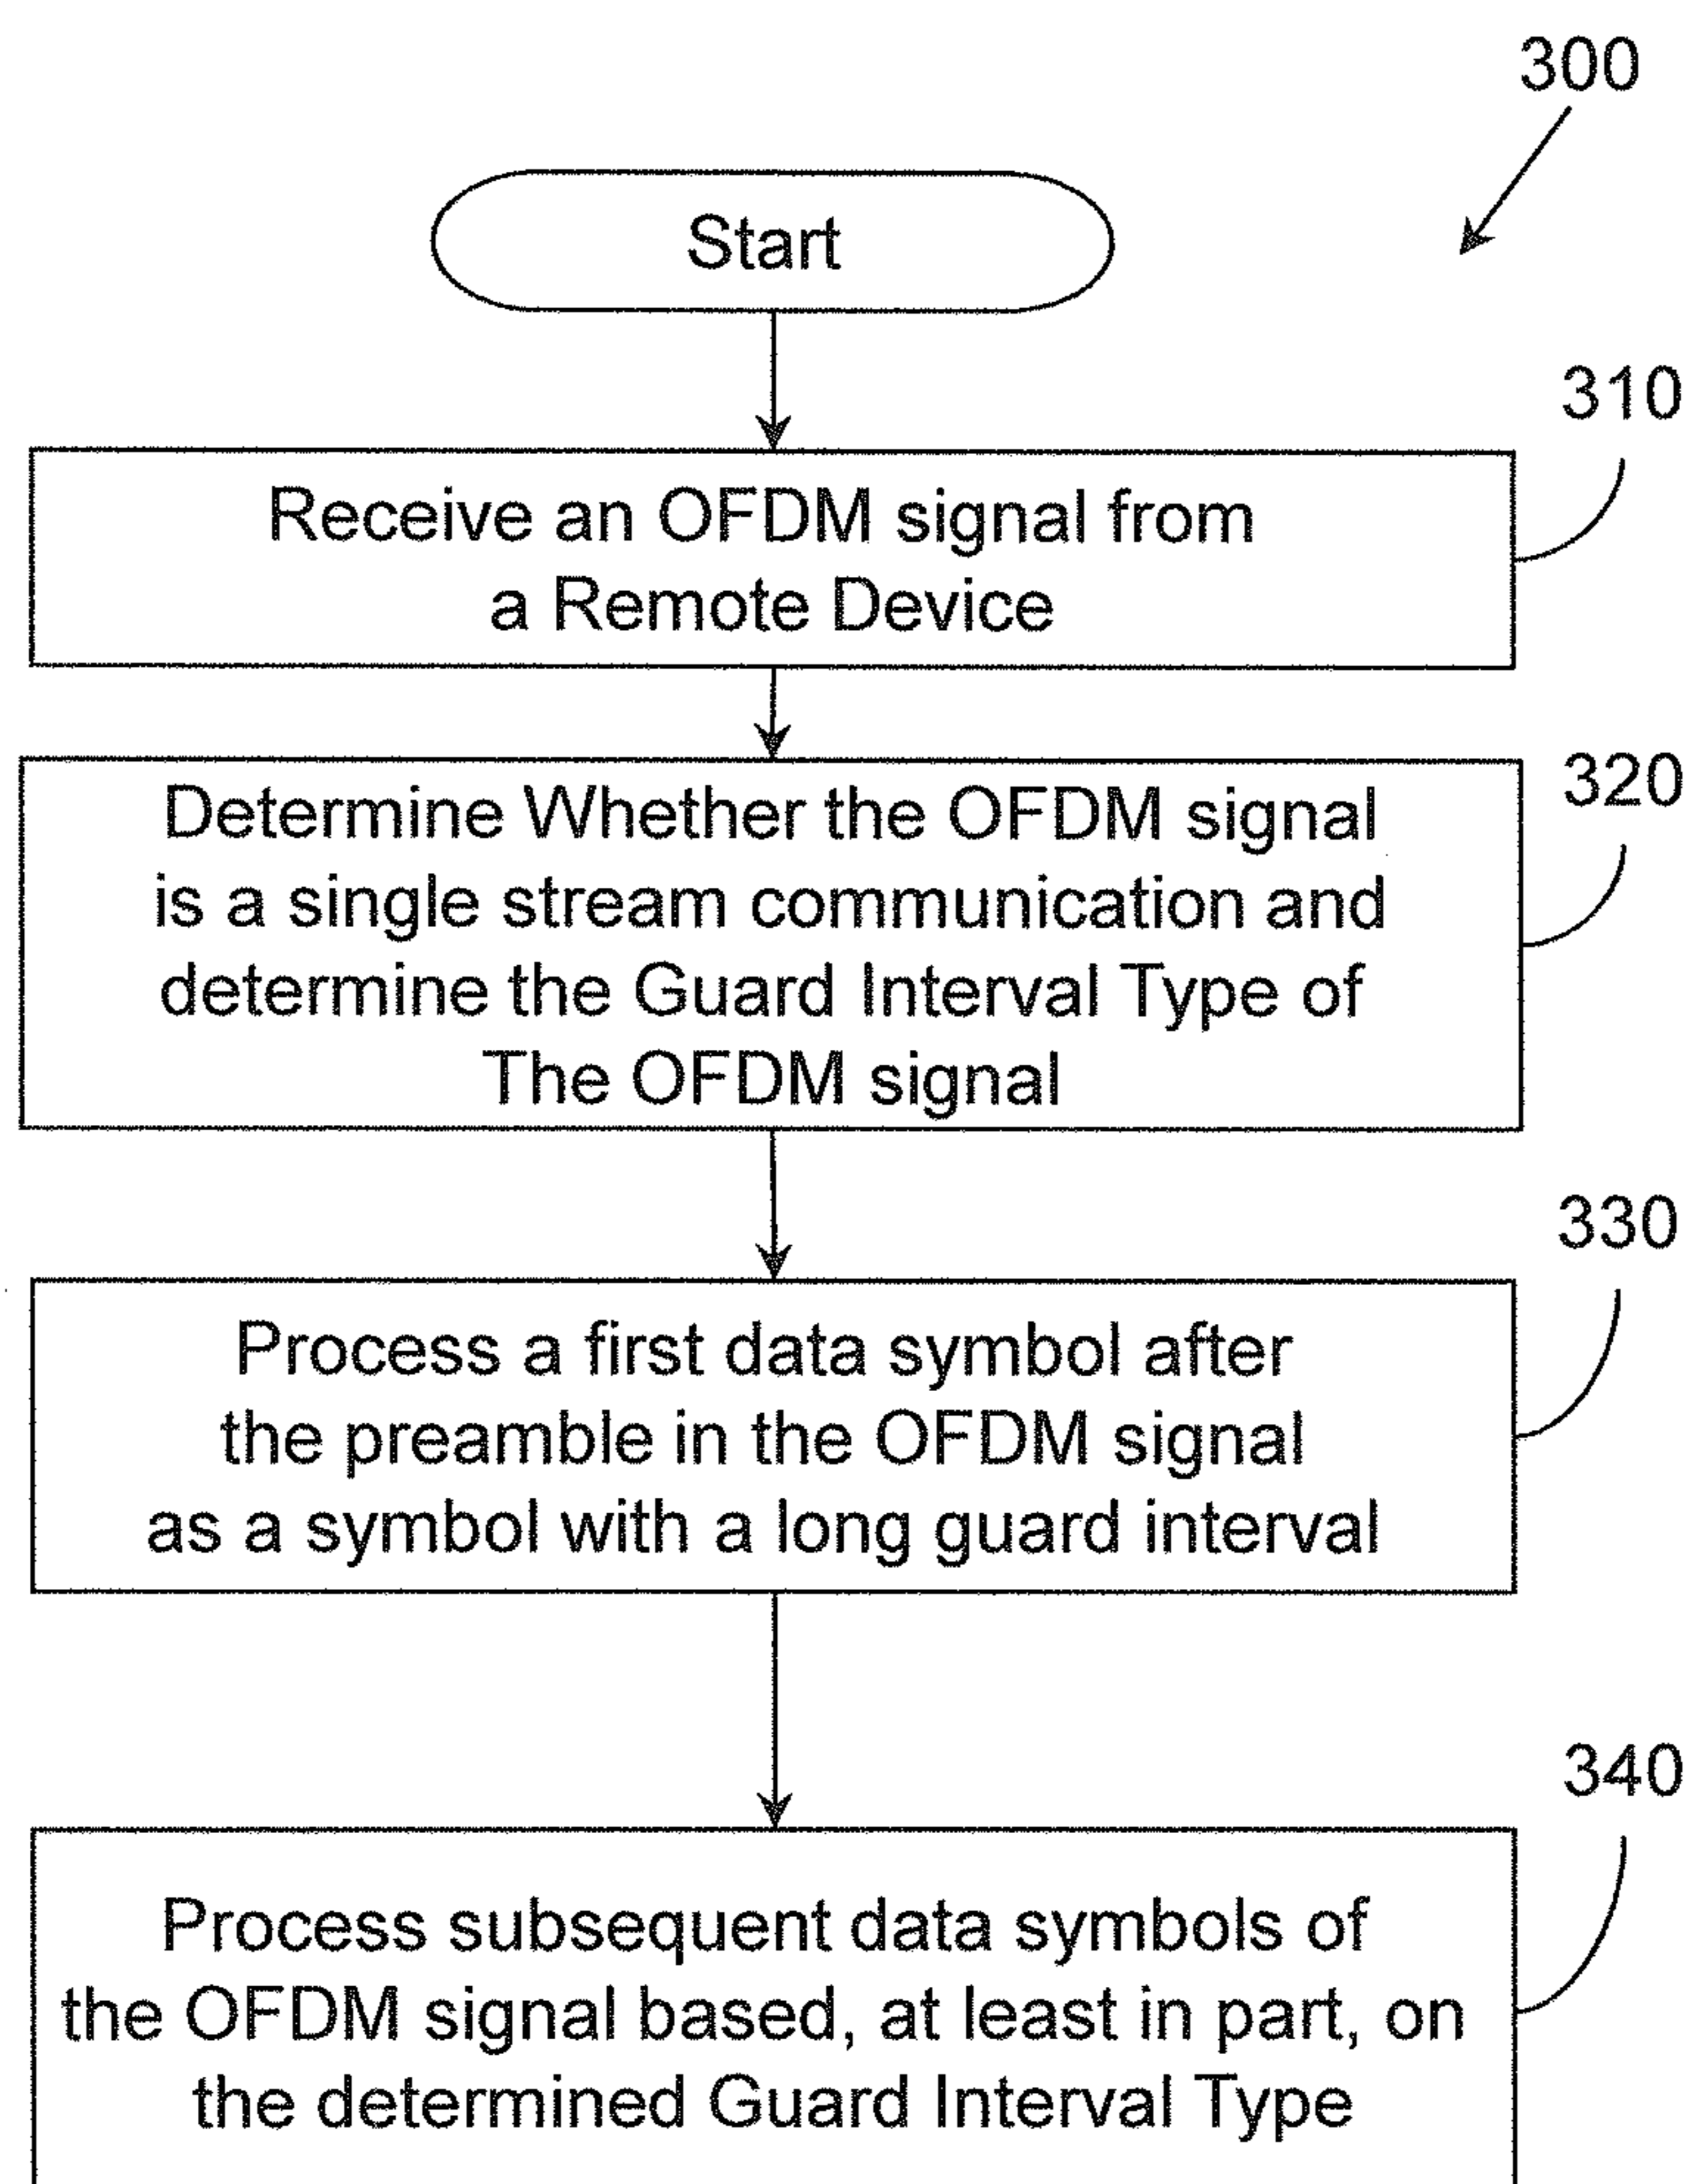 300
Start
310
Receive an OFDM signal from
a Remote Device
320
Determine Whether the OFDM signal
is a single stream communication and
determine the Guard Interval Type of
The OFDM signal
330
Process a first data symbol after
the preamble in the OFDM signal
as a symbol with a long guard interval
340
Process subsequent data symbols of
the OFDM signal based, at least in part, on
the determined Guard Interval Type